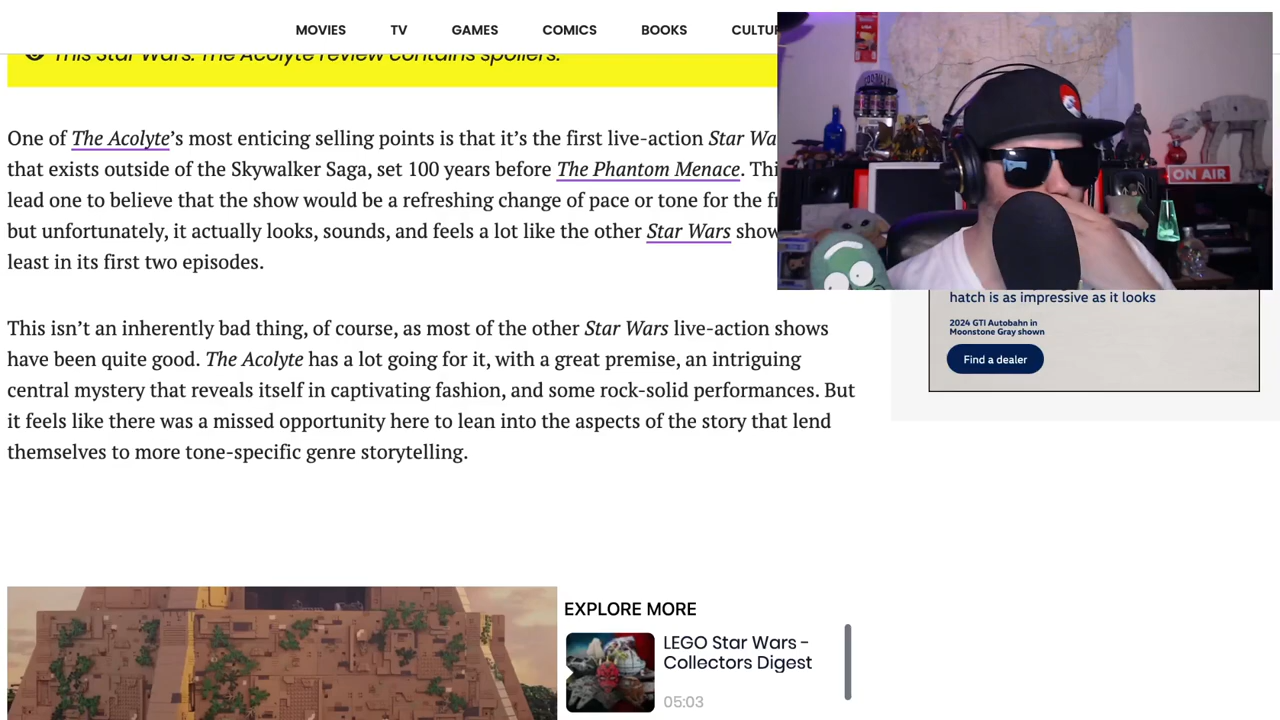 MOVIES TV GAMES COMICS BOOKS
This Star Wars: The Acolyte review contains spoilers.
One of The Acolyte’s most enticing selling points is that it’s the first live-action Star
that exists outside of the Skywalker Saga, set 100 years before The Phantom Menace.
lead one to believe that the show would be a refreshing change of pace or tone for the
but unfortunately, it actually looks, sounds, and feels a lot like the other Star Wars
least in its first two episodes.
This isn’t an inherently bad thing, of course, as most of the other Star Wars live-action shows
have been quite good. The Acolyte has a lot going for it, with a great premise, an intriguing
central mystery that reveals itself in captivating fashion, and some rock-solid performances. But
it feels like there was a missed opportunity here to lean into the aspects of the story that lend
themselves to more tone-specific genre storytelling.
ON AIR
hatch is as impressive as it looks
2024 GTI Autobahn in
Moonstone Gray shown
Find a dealer
EXPLORE MORE
LEGO Star Wars -
Collectors Digest
05:03